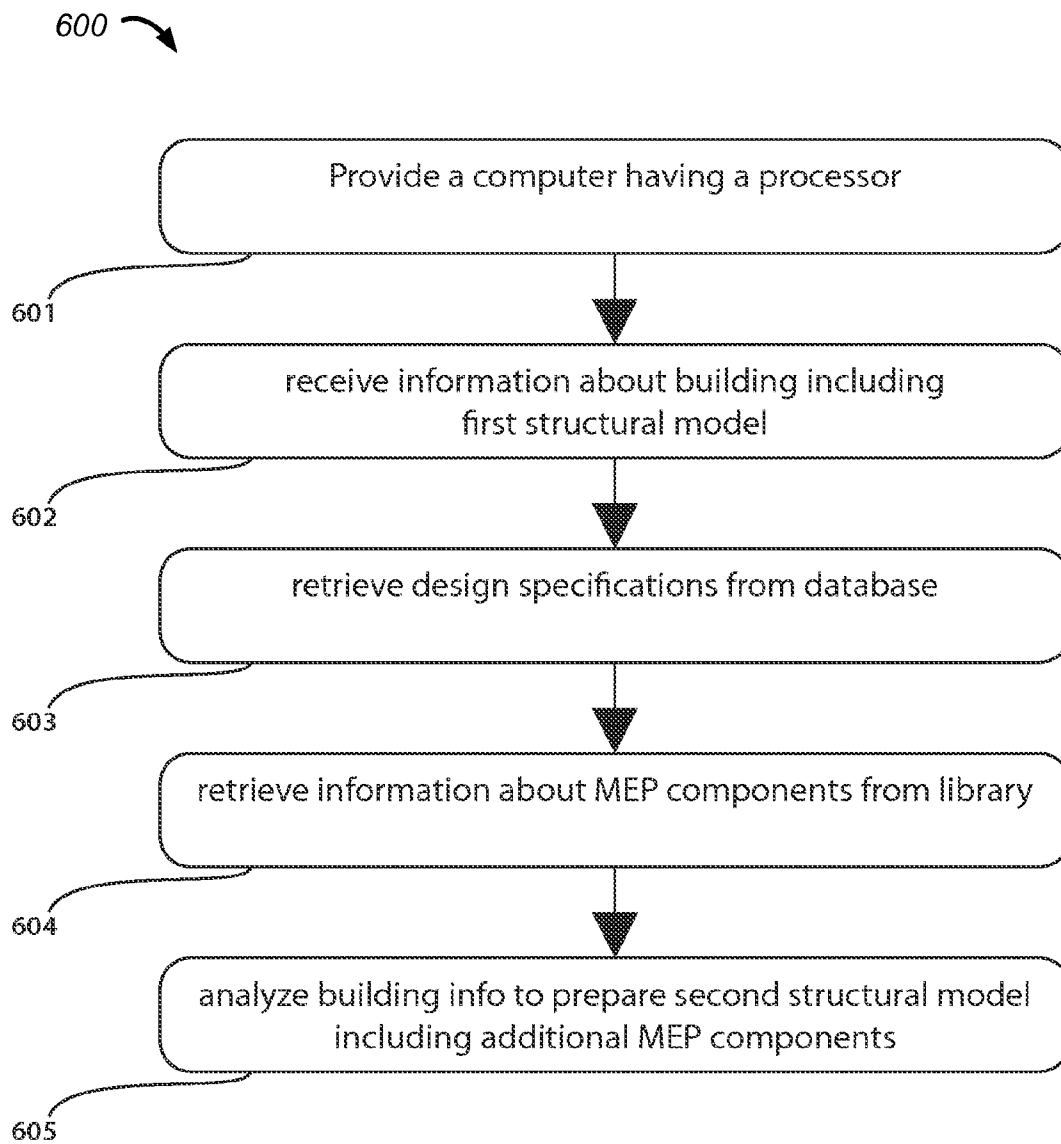 600
Provide a computer having a processor
601
receive information about building including
first structural model
602
retrieve design specifications from database
603
retrieve information about MEP components from library
604
analyze building info to prepare second structural model
including additional MEP components
605